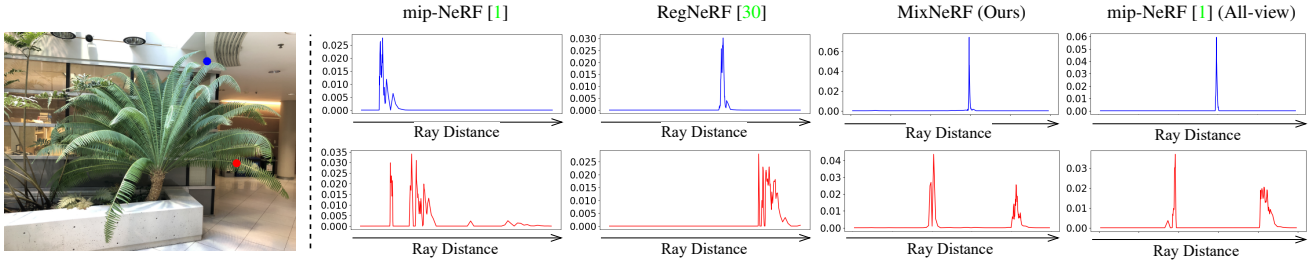 mip-NeRF [1] RegNeRF [30] MixNeRF (Ours) mip-NeRF [1] (All-view)
0.025 0.030 0.06 0.06
0.020 0.025 0.04 0.05
0.015 0.020 0.02 0.04
0.010 0.015 0.00 0.03
0.005 0.010 0.02
0.000 0.005 0.01
0.000 0.00
Ray Distance Ray Distance Ray Distance Ray Distance
0.035 0.025 0.04 0.03
0.030 0.020 0.03 0.02
0.025 0.015 0.02 0.01
0.020 0.010 0.01 0.00
0.015 0.005 0.00
0.010 0.000
0.005
0.000
Ray Distance Ray Distance Ray Distance Ray Distance